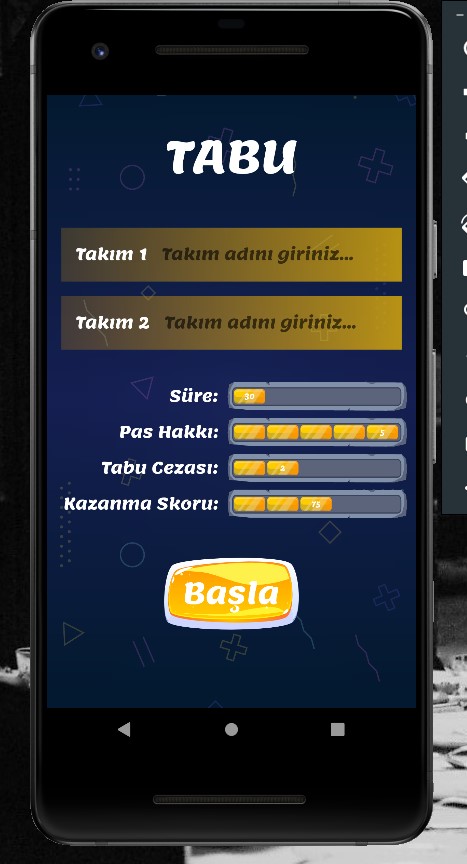 TABU
Takım 1 Takım adını giriniz...
Takım 2 Takım adını giriniz...
Süre: 30
Pas Hakkı: 5
Tabu Cezası: 2
Kazanma Skoru: 75
Başla